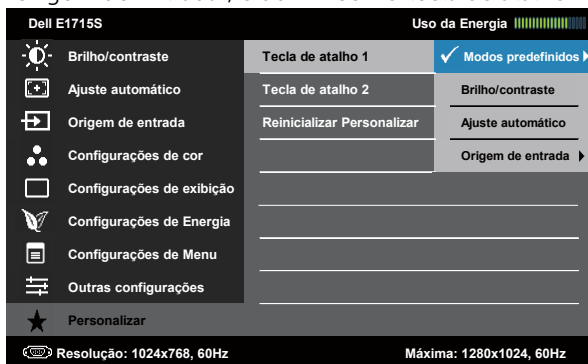 Dell E1715S Uso da Energia
Brilho/contraste Tecla de atalho 1 Modos predefinidos
Ajuste automático Tecla de atalho 2 Brilho/contraste
Origem de entrada Reinicializar Personalizar Ajuste automático
Configurações de cor Origem de entrada
Configurações de exibição
Configurações de Energia
Configurações de Menu
Outras configurações
Personalizar
Resolução: 1024x768, 60Hz Máxima: 1280x1024, 60Hz